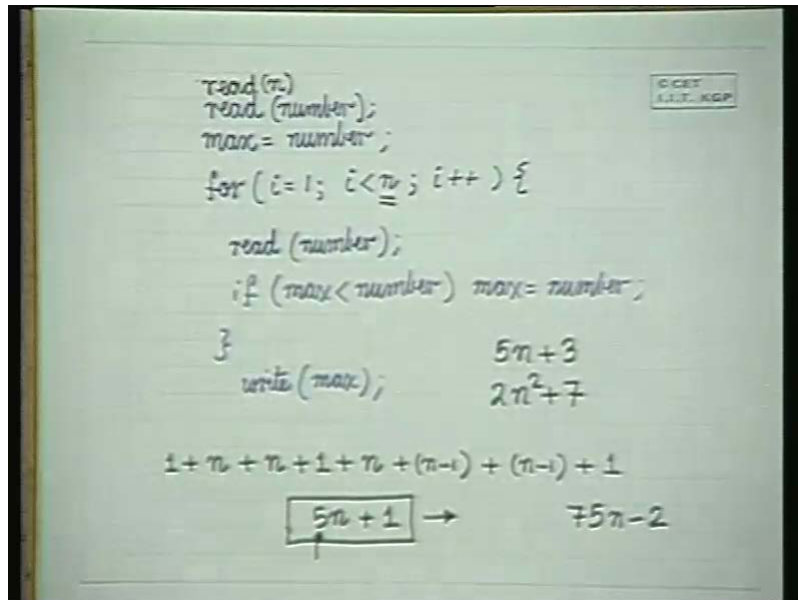 read(n)
© CET
I.I.T. KGP
read (number);
max = number;
for (i=1; i<n; i++) {
read (number);
if (max<number) max = number;
}
5n+3
write (max);
2n²+7
1+n+n+1+n+(n-1)+(n-1)+1
5n+1 → 75n-2